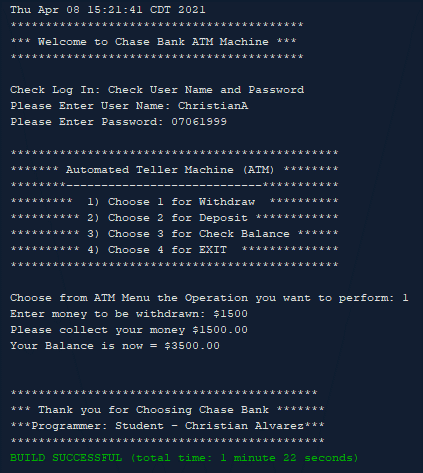 Thu Apr 08 15:21:41 CDT 2021
******************************************
*** Welcome to Chase Bank ATM Machine ***
******************************************
Check Log In: Check User Name and Password
Please Enter User Name: ChristianA
Please Enter Password: 07061999
***********************************************
******* Automated Teller Machine (ATM) ********
********----------------------------***********
*********  1) Choose 1 for Withdraw  **********
********** 2) Choose 2 for Deposit ************
********** 3) Choose 3 for Check Balance ******
********** 4) Choose 4 for EXIT  **************
***********************************************
Choose from ATM Menu the Operation you want to perform: 1
Enter money to be withdrawn: $1500
Please collect your money $1500.00
Your Balance is now = $3500.00
********************************************
*** Thank you for Choosing Chase Bank *******
***Programmer: Student - Christian Alvarez***
*********************************************
BUILD SUCCESSFUL (total time: 1 minute 22 seconds)